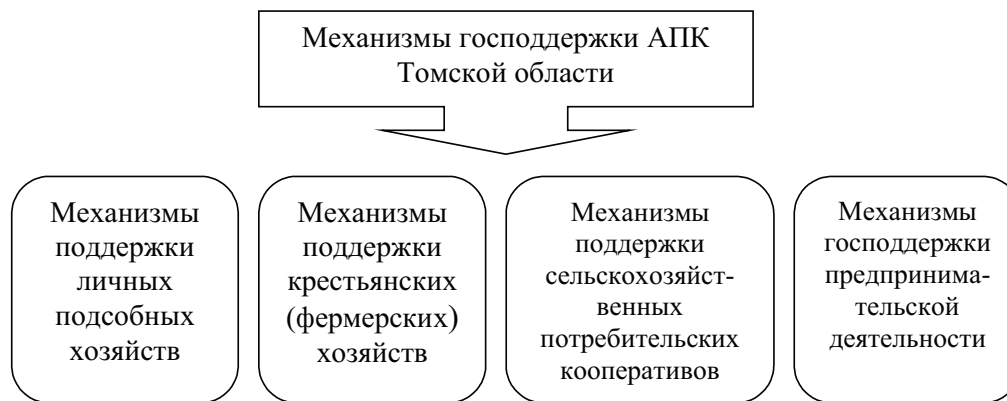 Механизмы господдержки АПК
Томской области
Механизмы
поддержки
личных
подсобных
хозяйств
Механизмы
поддержки
крестьянских
(фермерских)
хозяйств
Механизмы
поддержки
сельскохозяйст-
венных
потребительских
кооперативов
Механизмы
господдержки
предпринима-
тельской
деятельности